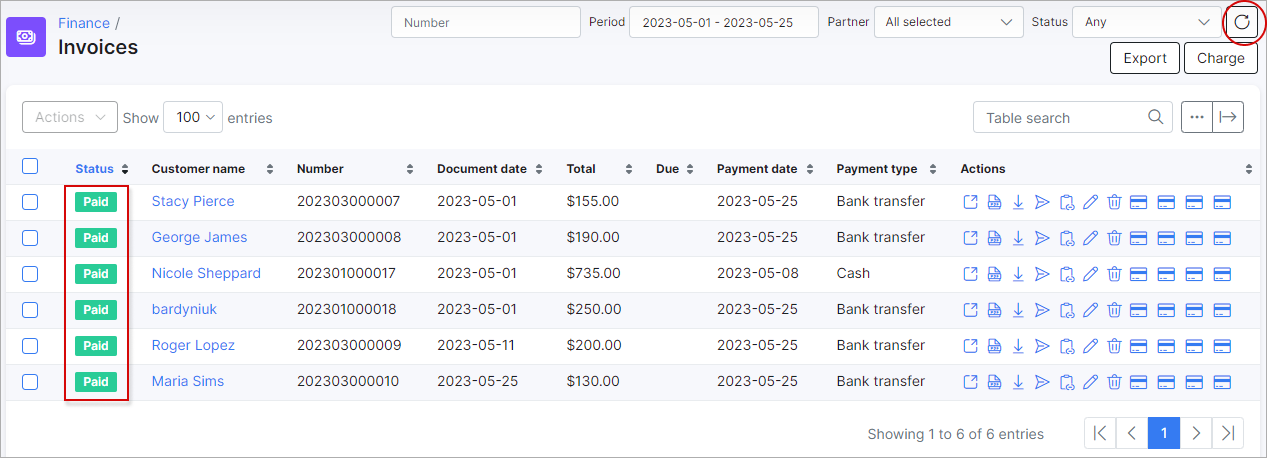 Finance /
Invoices
Number Period 2023-05-01 - 2023-05-25 Partner All selected Status Any
Export Charge
Actions Show 100 entries Table search
Status Customer name Number Document date Total Due Payment date Payment type Actions
Paid Stacy Pierce 202303000007 2023-05-01 $155.00 2023-05-25 Bank transfer
Paid George James 202303000008 2023-05-01 $190.00 2023-05-25 Bank transfer
Paid Nicole Sheppard 202301000017 2023-05-01 $735.00 2023-05-08 Cash
Paid bardyniuk 202301000018 2023-05-01 $250.00 2023-05-25 Bank transfer
Paid Roger Lopez 202303000009 2023-05-11 $200.00 2023-05-25 Bank transfer
Paid Maria Sims 202303000010 2023-05-25 $130.00 2023-05-25 Bank transfer
Showing 1 to 6 of 6 entries 1